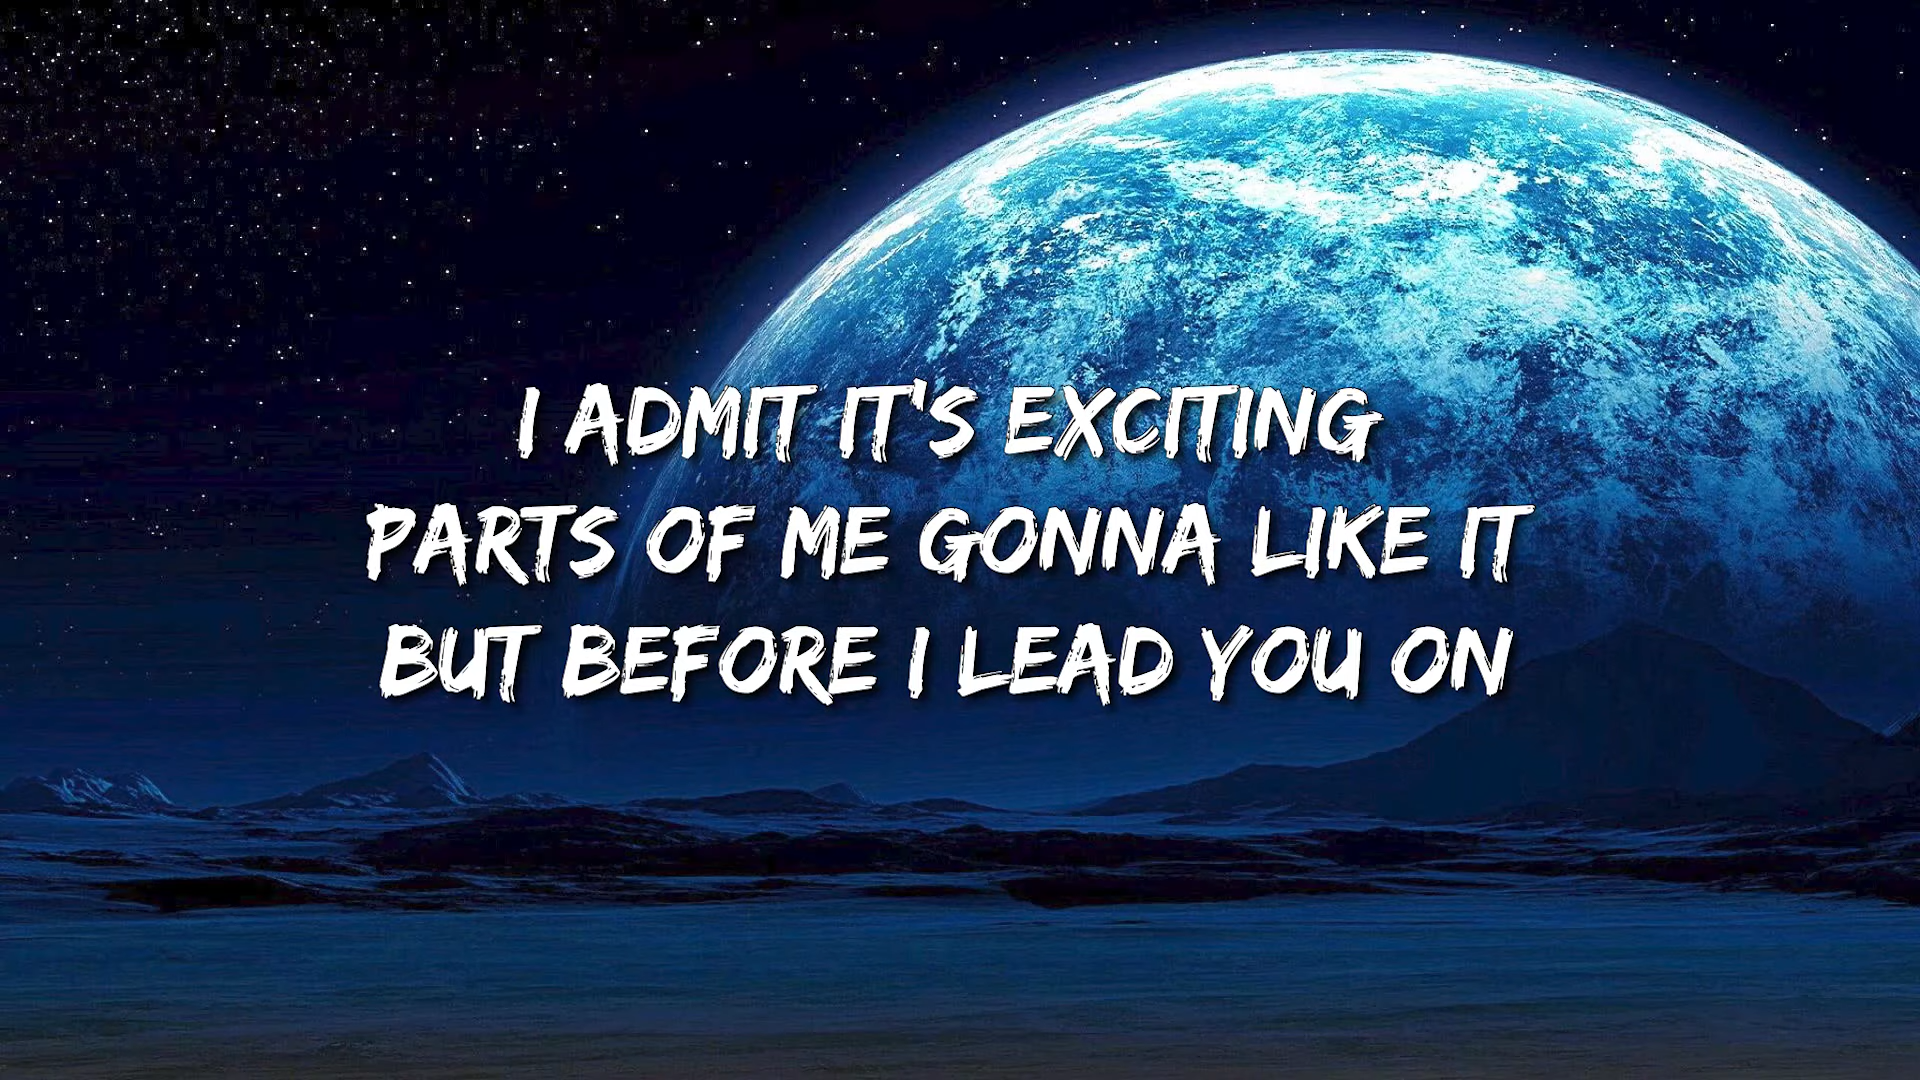 I ADMIT IT'S EXCITING
PARTS OF ME GONNA LIKE IT
BUT BEFORE I LEAD YOU ON